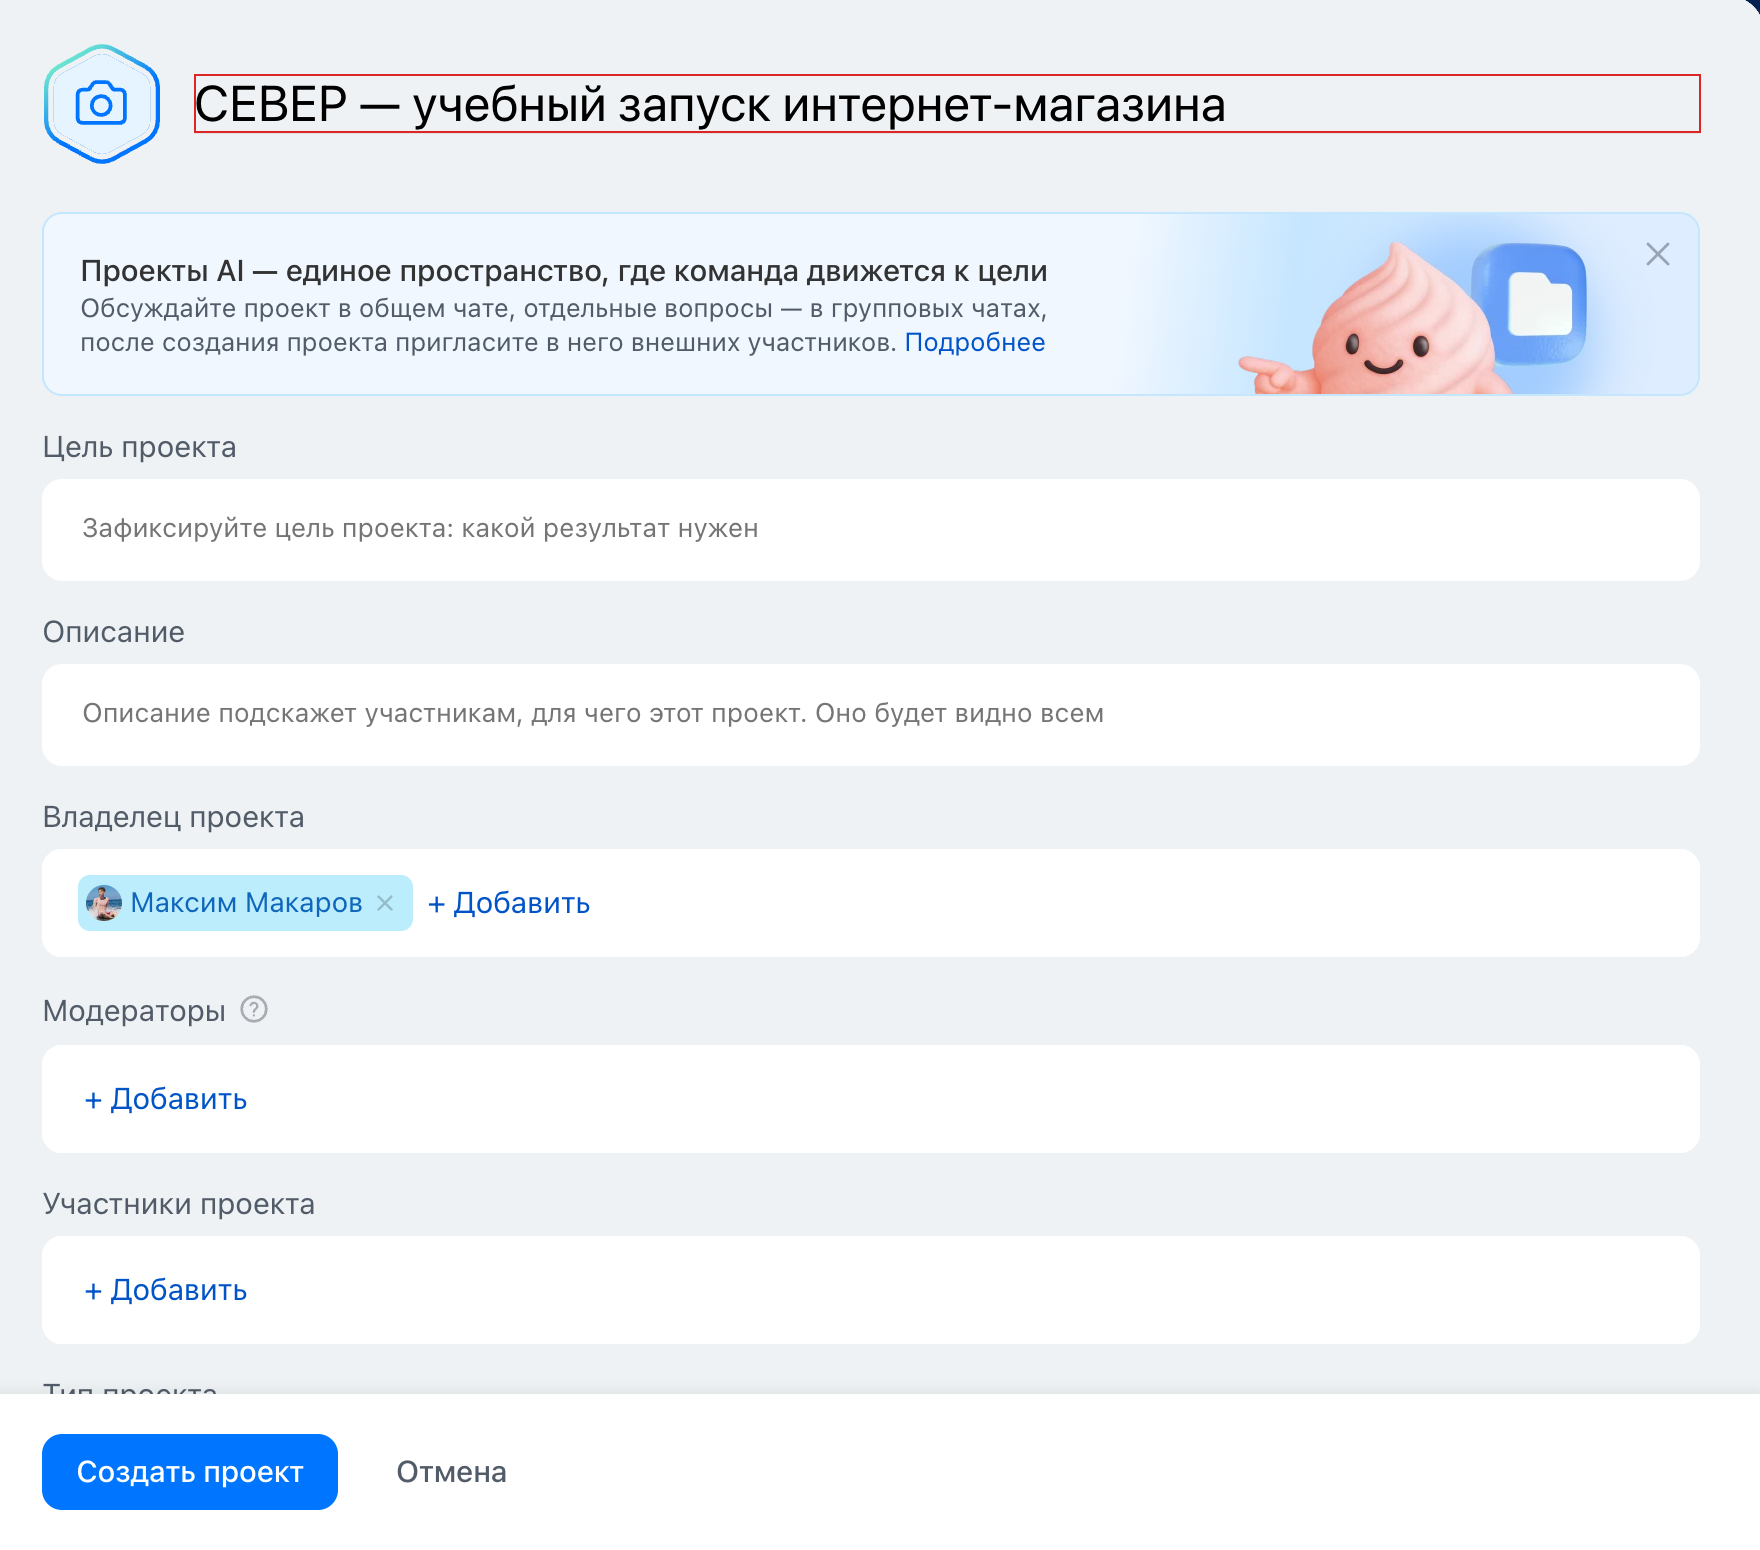 СЕВЕР — учебный запуск интернет-магазина
Проекты AI — единое пространство, где команда движется к цели
Обсуждайте проект в общем чате, отдельные вопросы — в групповых чатах,
после создания проекта пригласите в него внешних участников. Подробнее
Цель проекта
Зафиксируйте цель проекта: какой результат нужен
Описание
Описание подскажет участникам, для чего этот проект. Оно будет видно всем
Владелец проекта
Максим Макаров × + Добавить
Модераторы ?
+ Добавить
Участники проекта
+ Добавить
Тип проекта
Создать проект Отмена